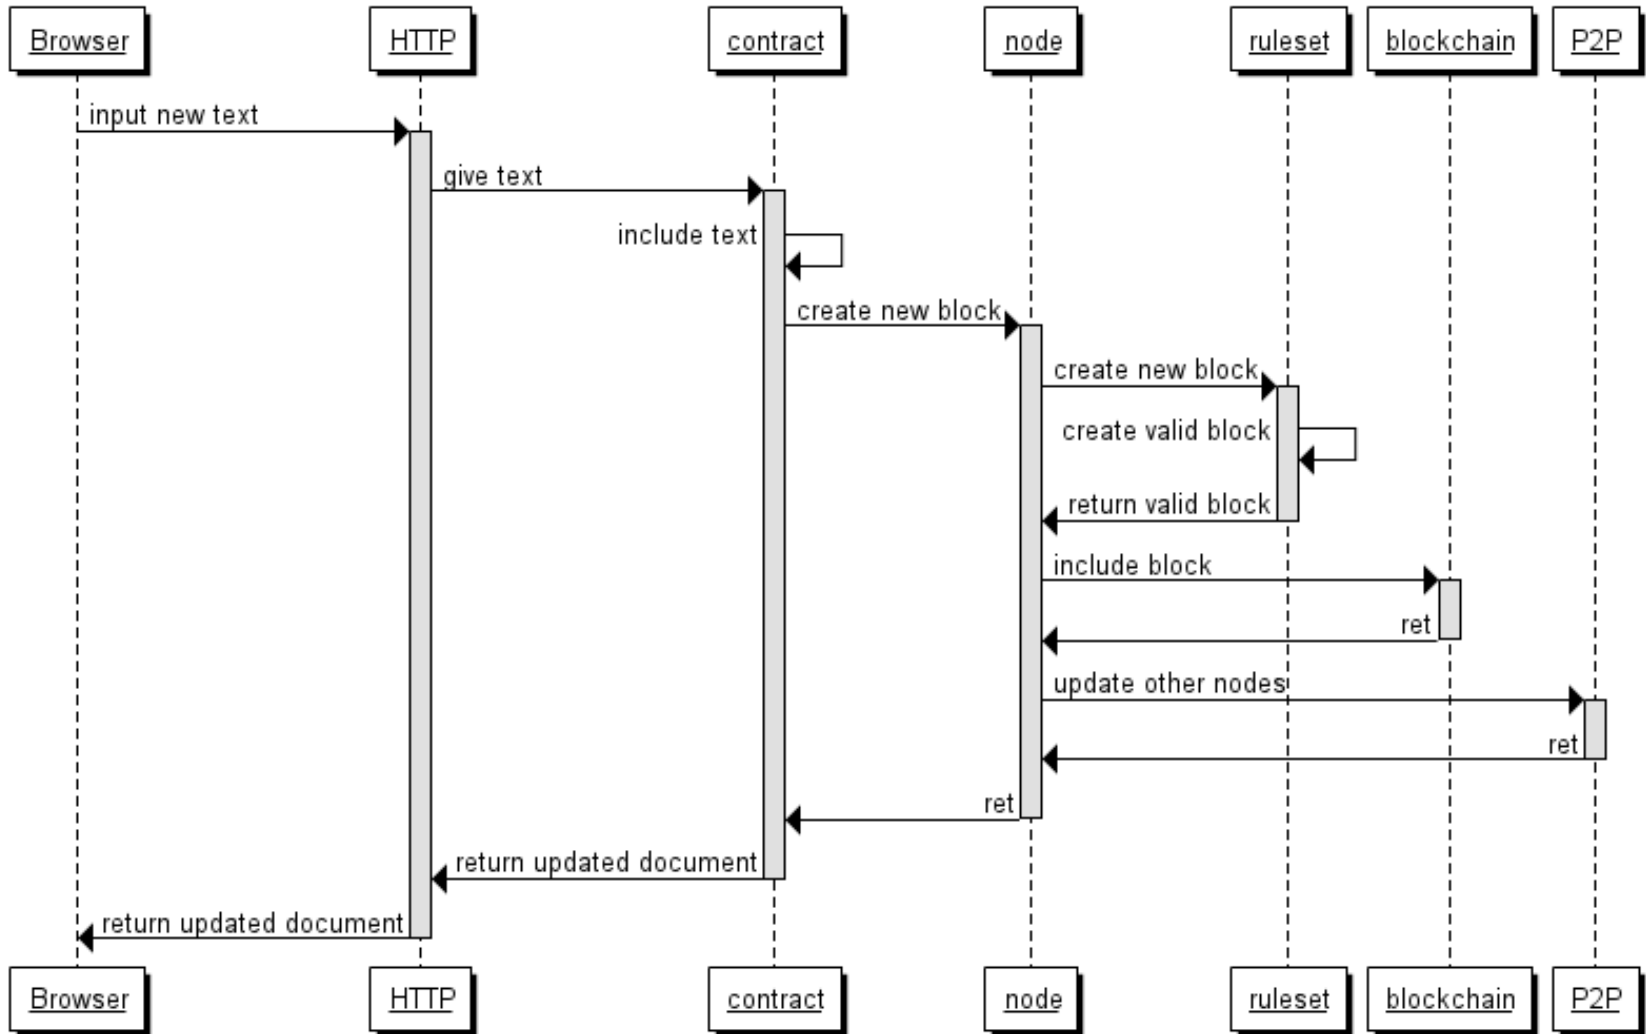 Browser HTTP contract node ruleset blockchain P2P
input new text
give text
include text
create new block
create new block
create valid block
return valid block
include block
ret
update other nodes
ret
ret
return updated document
return updated document
Browser HTTP contract node ruleset blockchain P2P